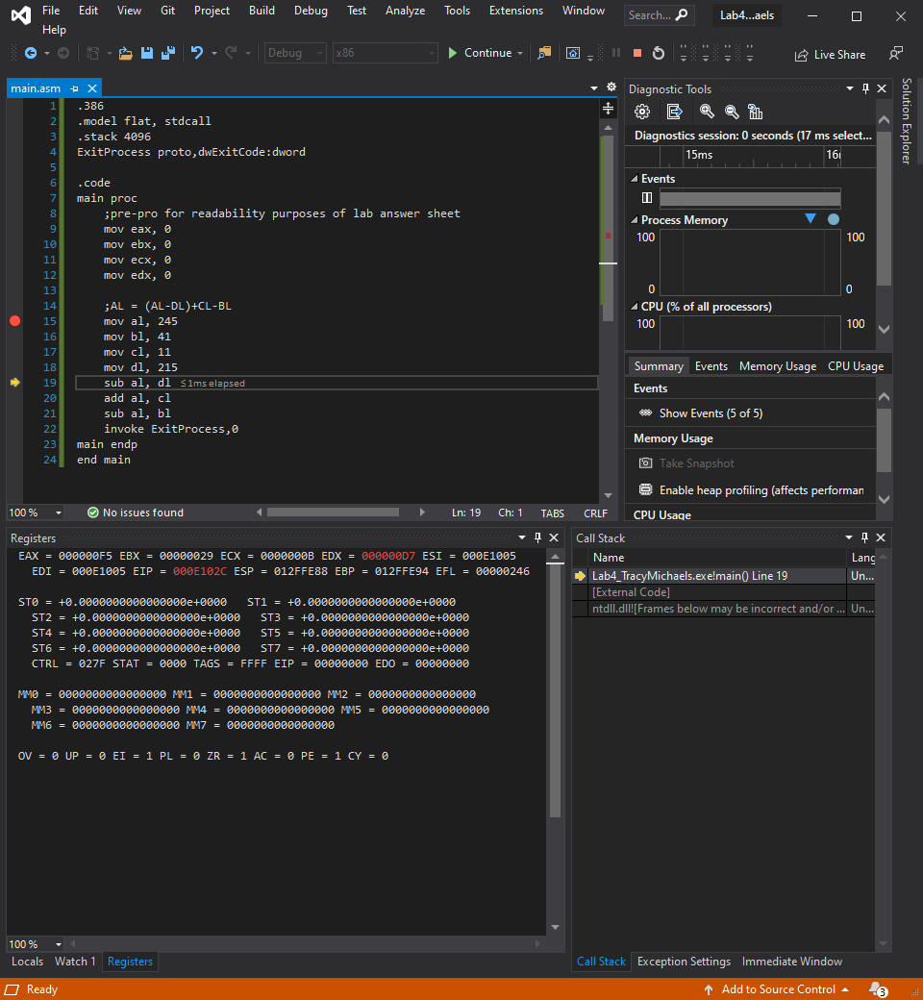 File Edit View Git Project Build Debug Test Analyze Tools Extensions Window Search... Lab4...aels
Help
Debug x86 Continue Live Share
main.asm
1 .386
2 .model flat, stdcall
3 .stack 4096
4 ExitProcess proto,dwExitCode:dword
5
6 .code
7 main proc
8 ;pre-pro for readability purposes of lab answer sheet
9 mov eax, 0
10 mov ebx, 0
11 mov ecx, 0
12 mov edx, 0
13
14 ;AL = (AL-DL)+CL-BL
15 mov al, 245
16 mov bl, 41
17 mov cl, 11
18 mov dl, 215
19 sub al, dl ≤1ms elapsed
20 add al, cl
21 sub al, bl
22 invoke ExitProcess,0
23 main endp
24 end main
100 % No issues found Ln: 19 Ch: 1 TABS CRLF
Diagnostic Tools
Diagnostics session: 0 seconds (17 ms select...
15ms 16
Events
Process Memory
100 100
0 0
CPU (% of all processors)
100 100
Summary Events Memory Usage CPU Usage
Events
Show Events (5 of 5)
Memory Usage
Take Snapshot
Enable heap profiling (affects performan
CPU Usage
Solution Explorer
Registers
EAX = 000000F5 EBX = 00000029 ECX = 0000000B EDX = 000000D7 ESI = 000E1005
EDI = 000E1005 EIP = 000E102C ESP = 012FFE88 EBP = 012FFE94 EFL = 00000246
ST0 = +0.0000000000000000e+0000 ST1 = +0.0000000000000000e+0000
ST2 = +0.0000000000000000e+0000 ST3 = +0.0000000000000000e+0000
ST4 = +0.0000000000000000e+0000 ST5 = +0.0000000000000000e+0000
ST6 = +0.0000000000000000e+0000 ST7 = +0.0000000000000000e+0000
CTRL = 027F STAT = 0000 TAGS = FFFF EIP = 00000000 EDO = 00000000
MM0 = 0000000000000000 MM1 = 0000000000000000 MM2 = 0000000000000000
MM3 = 0000000000000000 MM4 = 0000000000000000 MM5 = 0000000000000000
MM6 = 0000000000000000 MM7 = 0000000000000000
OV = 0 UP = 0 EI = 1 PL = 0 ZR = 1 AC = 0 PE = 1 CY = 0
100 %
Locals Watch 1 Registers
Call Stack
Name Lang
Lab4_TracyMichaels.exe!main() Line 19 Un...
[External Code]
ntdll.dll![Frames below may be incorrect and/or ... Un...
Call Stack Exception Settings Immediate Window
Ready Add to Source Control 3